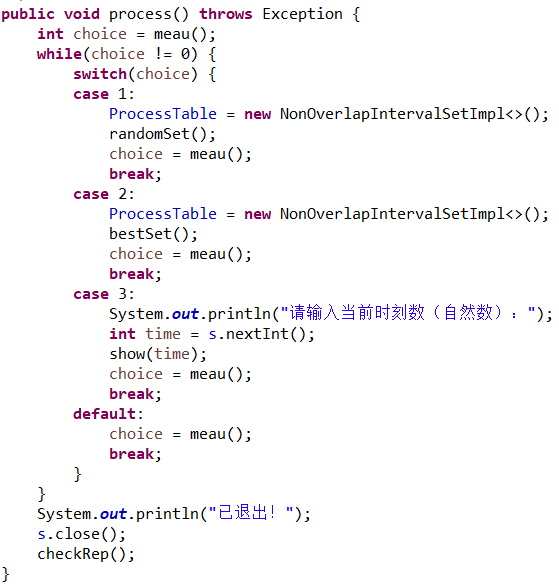 public void process() throws Exception {
    int choice = meau();
    while(choice != 0) {
        switch(choice) {
        case 1:
            ProcessTable = new NonOverlapIntervalSetImpl<>();
            randomSet();
            choice = meau();
            break;
        case 2:
            ProcessTable = new NonOverlapIntervalSetImpl<>();
            bestSet();
            choice = meau();
            break;
        case 3:
            System.out.println("请输入当前时刻数（自然数）：");
            int time = s.nextInt();
            show(time);
            choice = meau();
            break;
        default:
            choice = meau();
            break;
        }
    }
    System.out.println("已退出！");
    s.close();
    checkRep();
}